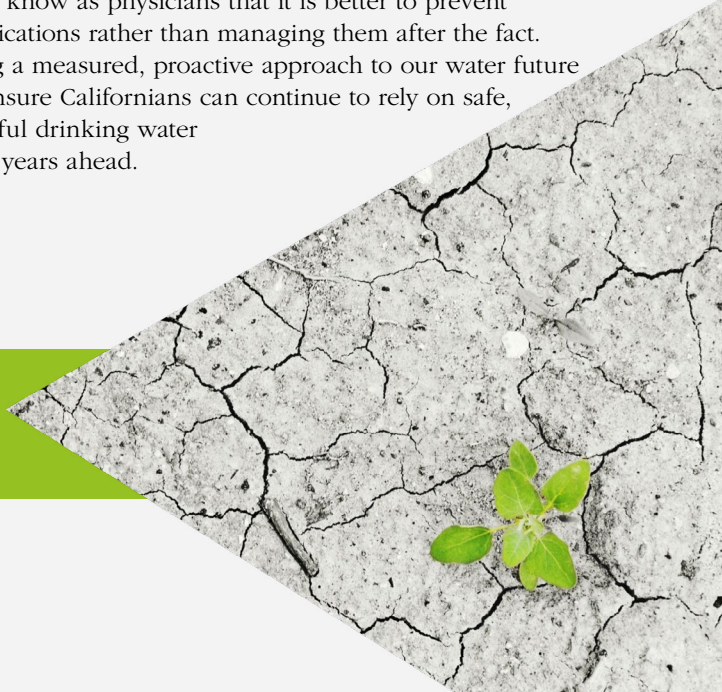 know as physicians that it is better to prevent
ications rather than managing them after the fact.
g a measured, proactive approach to our water future
nsure Californians can continue to rely on safe,
ful drinking water
years ahead.